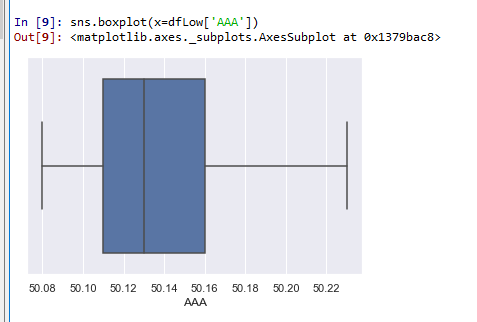 In [9]: sns.boxplot(x=dfLow['AAA'])
Out[9]: <matplotlib.axes._subplots.AxesSubplot at 0x1379bac8>
50.08 50.10 50.12 50.14 50.16 50.18 50.20 50.22
AAA